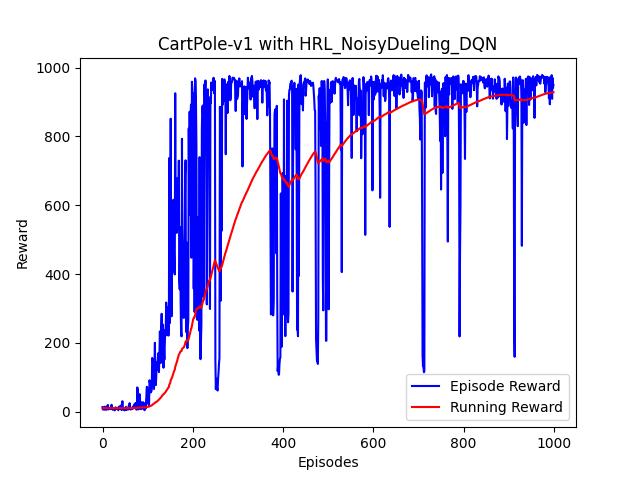 CartPole-v1 with HRL_NoisyDueling_DQN
1000
800
600
400
200
0
Reward
0 200 400 600 800 1000
Episodes
Episode Reward
Running Reward